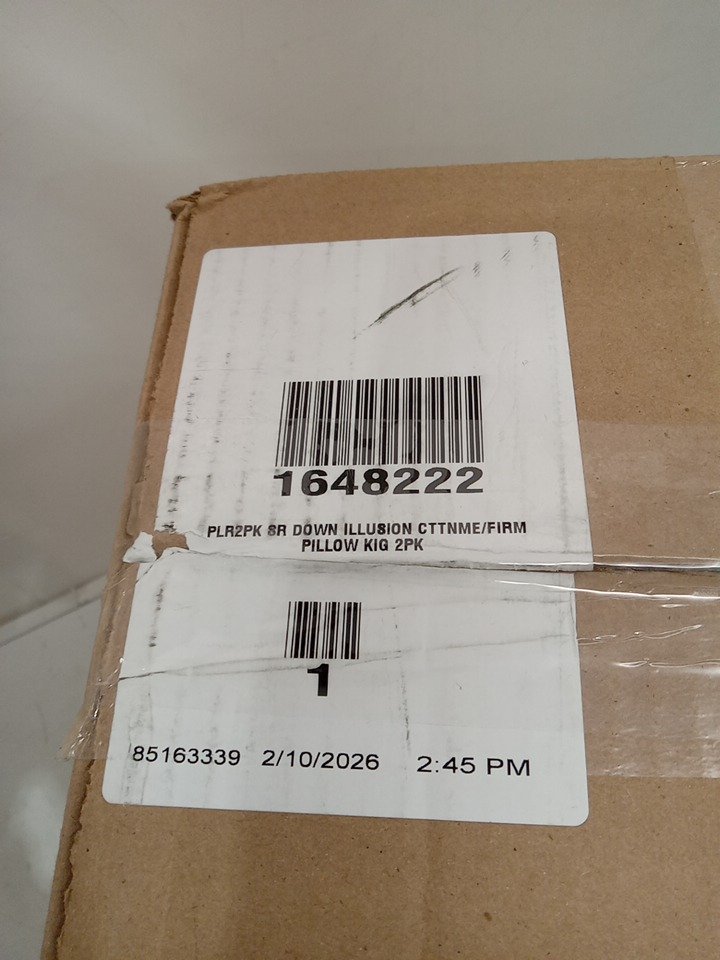 1648222
PLR2PK SR DOWN ILLUSION CTTNME/FIRM
PILLOW KIG 2PK
1
85163339 2/10/2026 2:45 PM